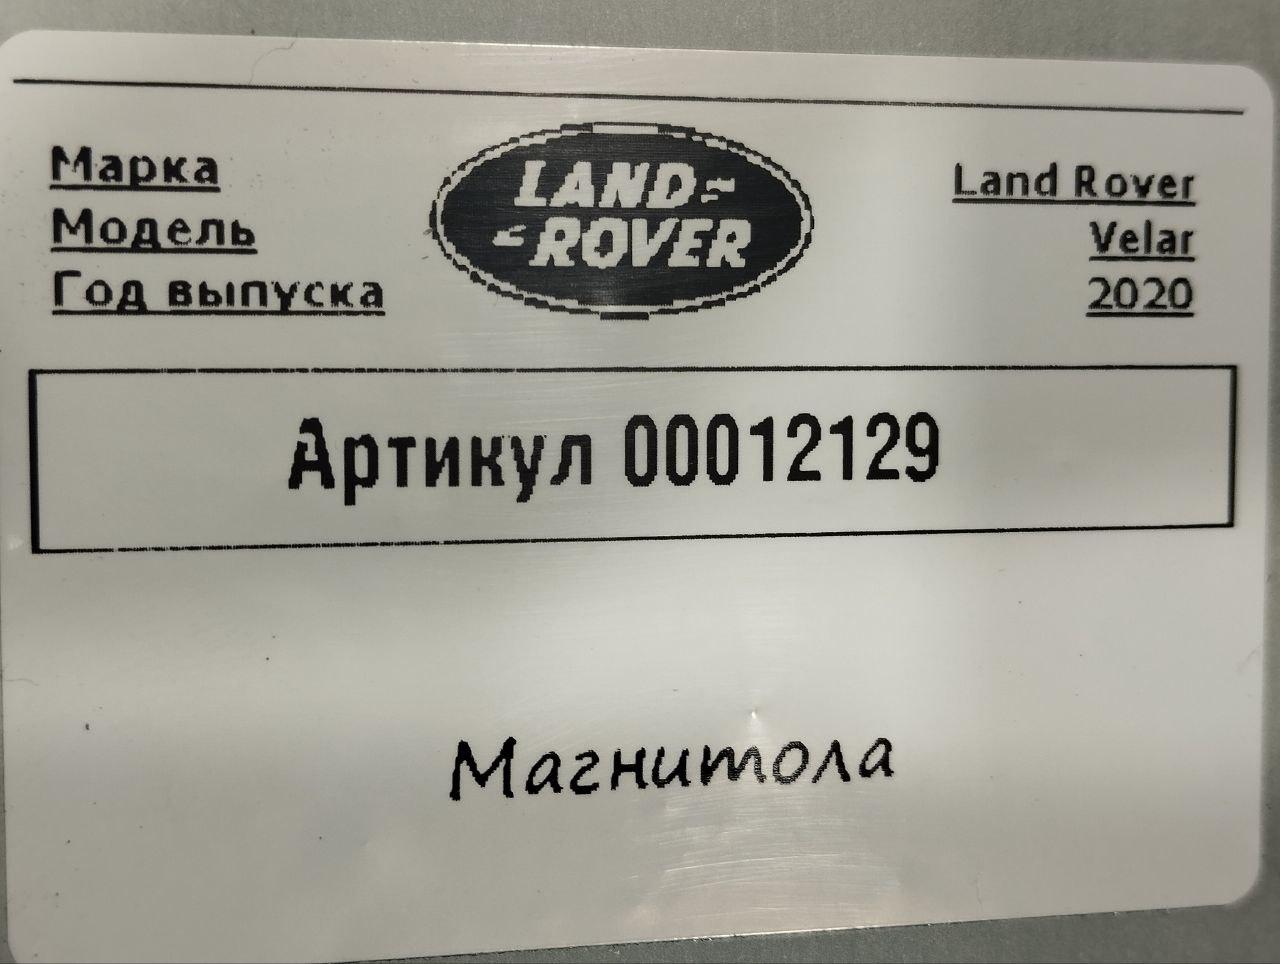 Марка Land Rover
Модель Velar
Год выпуска 2020
LAND
ROVER
Артикул 00012129
Магнитола